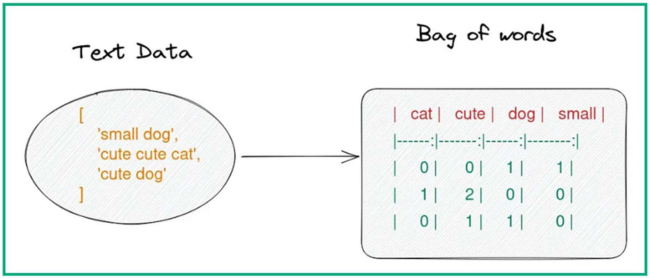 Text Data
[
'small dog',
'cute cute cat',
'cute dog'
]
Bag of words
| cat | cute | dog | small |
|------:|-------:|------:|--------:|
| 0 | 0 | 1 | 1 |
| 1 | 2 | 0 | 0 |
| 0 | 1 | 1 | 0 |